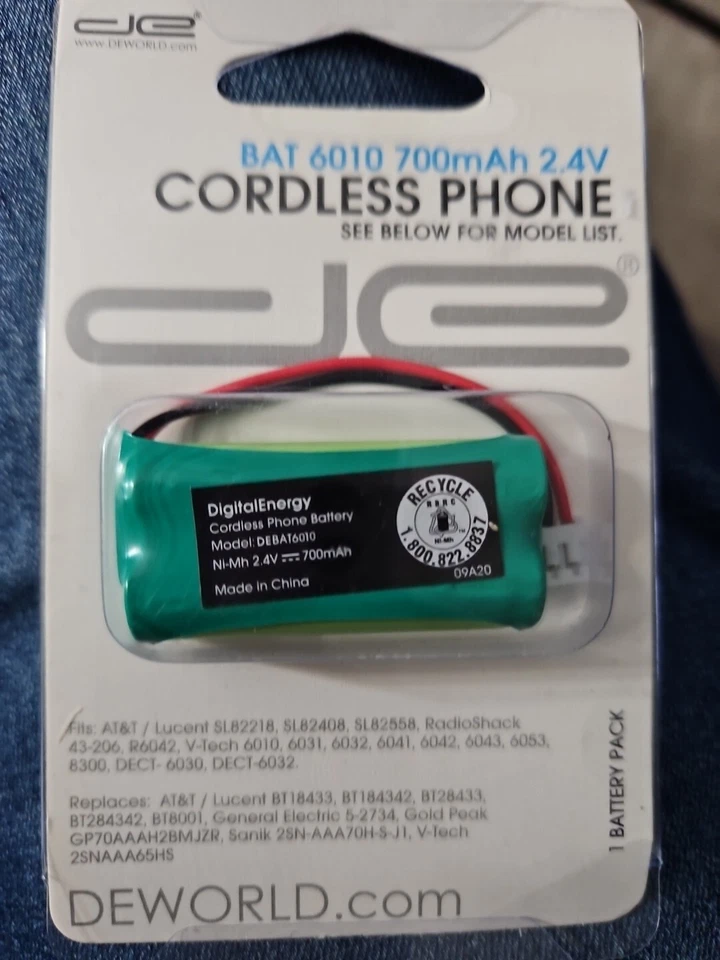 de®
www.DEWORLD.com
BAT 6010 700mAh 2.4V
CORDLESS PHONE
SEE BELOW FOR MODEL LIST.
de®
DigitalEnergy
Cordless Phone Battery
Model: DEBAT6010
Ni-Mh 2.4V 700mAh
Made in China
RECYCLE
RBRC
Ni-MH
1.800.822.8837
09A20
Fits: AT&T / Lucent SL82218, SL82408, SL82558, RadioShack
43-206, R6042, V-Tech 6010, 6031, 6032, 6041, 6042, 6043, 6053,
8300, DECT- 6030, DECT-6032.
Replaces: AT&T / Lucent BT18433, BT184342, BT28433,
BT284342, BT8001, General Electric 5-2734, Gold Peak
GP70AAAH2BMJZR, Sanik 2SN-AAA70H-S-J1, V-Tech
2SNAAA65HS
1 BATTERY PACK
DEWORLD.com